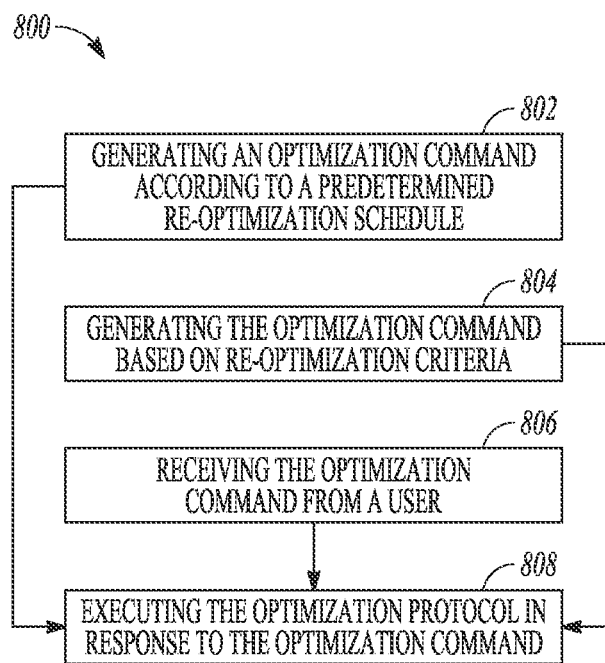 800
802
GENERATING AN OPTIMIZATION COMMAND
ACCORDING TO A PREDETERMINED
RE-OPTIMIZATION SCHEDULE
804
GENERATING THE OPTIMIZATION COMMAND
BASED ON RE-OPTIMIZATION CRITERIA
806
RECEIVING THE OPTIMIZATION
COMMAND FROM A USER
808
EXECUTING THE OPTIMIZATION PROTOCOL IN
RESPONSE TO THE OPTIMIZATION COMMAND